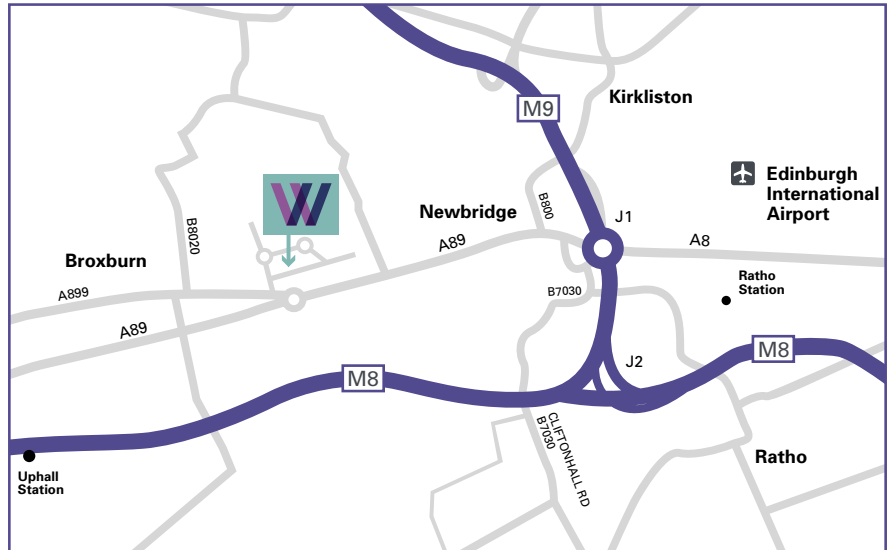 M9
Kirkliston
Edinburgh
International
Airport
W
B800
J1
Newbridge
B8020
A89
A8
Broxburn
Ratho
Station
A899
B7030
A89
J2
M8
M8
CLIFTONHALL RD
B7030
Ratho
Uphall
Station